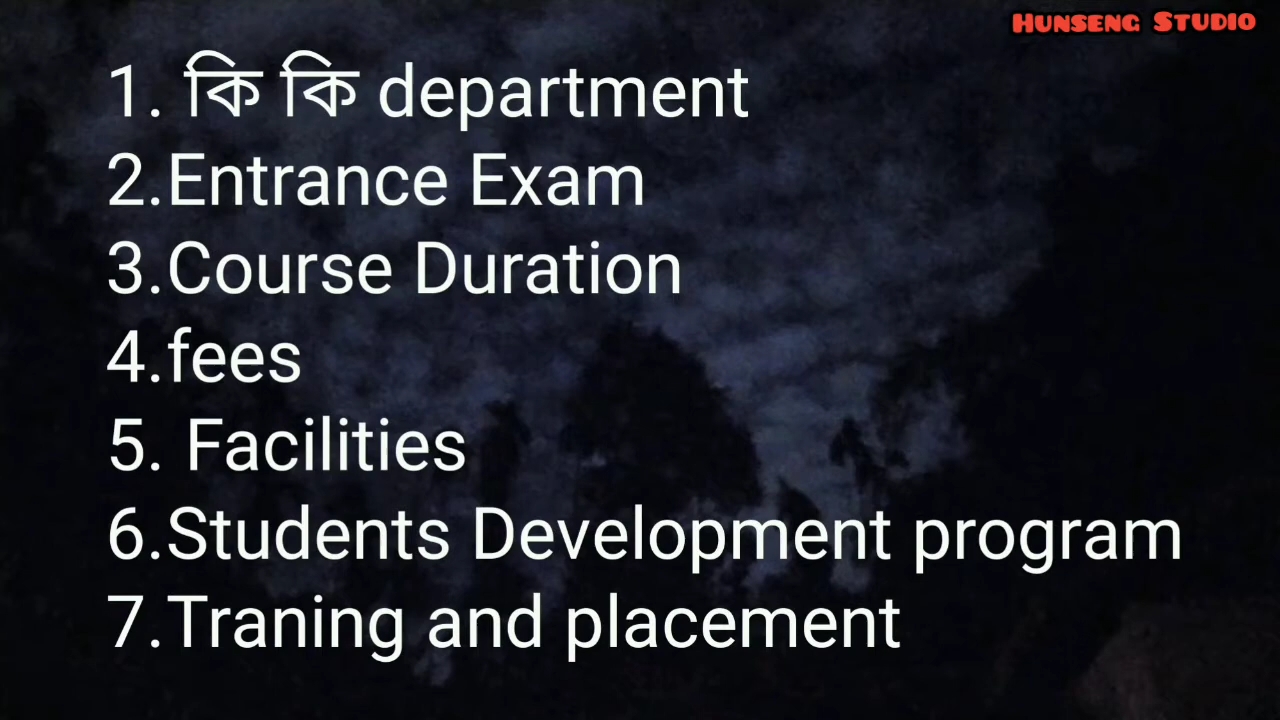 HUNSENG STUDIO
1. কি কি department
2.Entrance Exam
3.Course Duration
4.fees
5. Facilities
6.Students Development program
7.Traning and placement